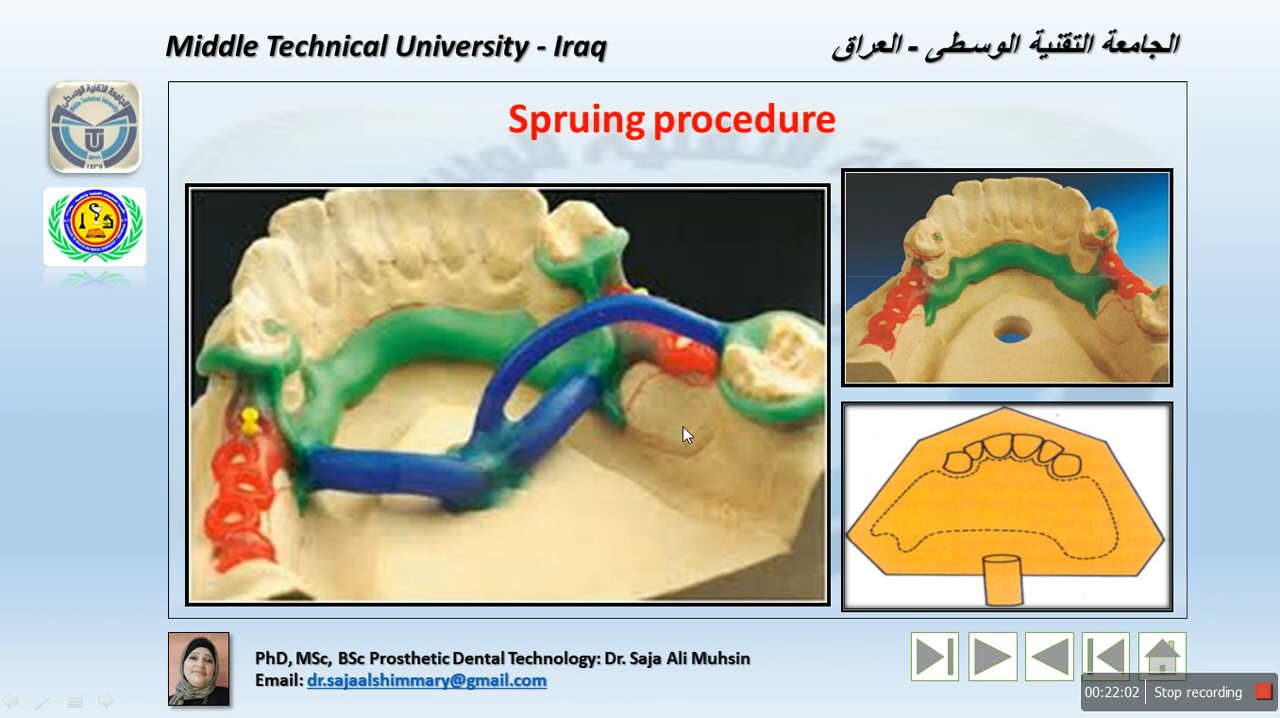 Middle Technical University - Iraq
الجامعة التقنية الوسطى - العراق
Spruing procedure
PhD, MSc, BSc Prosthetic Dental Technology: Dr. Saja Ali Muhsin
Email: dr.sajaalshimmary@gmail.com
00:22:02 Stop recording